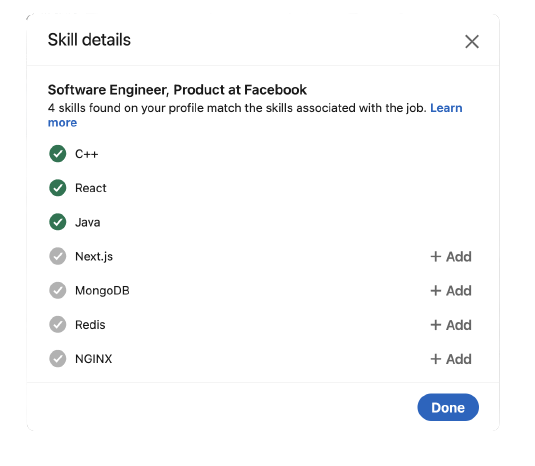 Skill details
Software Engineer, Product at Facebook
4 skills found on your profile match the skills associated with the job. Learn
more
C++
React
Java
Next.js + Add
MongoDB + Add
Redis + Add
NGINX + Add
Done